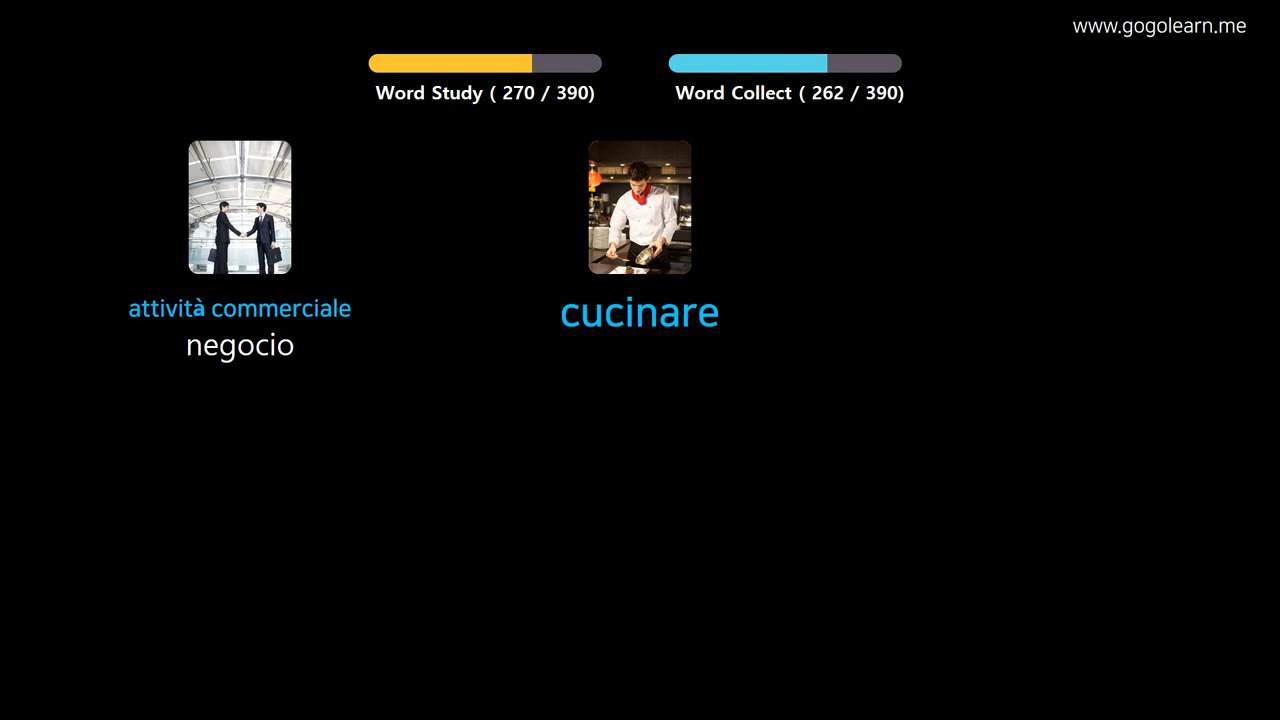 www.gogolearn.me
Word Study ( 270 / 390)
Word Collect ( 262 / 390)
attività commerciale
negocio
cucinare